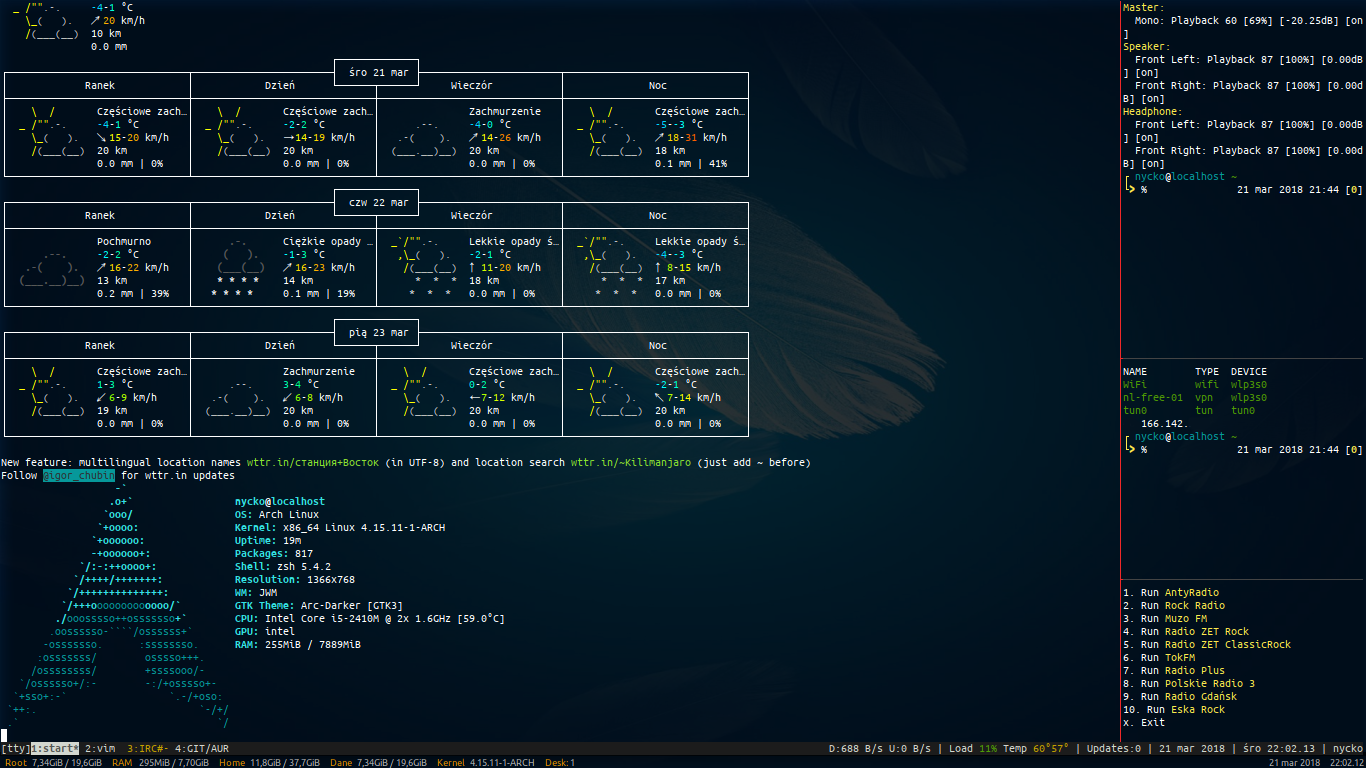 -4-1 °C
↗ 20 km/h
10 km
0.0 mm
śro 21 mar
Ranek Dzień Wieczór Noc
Częściowe zach… Częściowe zach… Zachmurzenie Częściowe zach…
-4-1 °C -2-2 °C -4-0 °C -5--3 °C
↘ 15-20 km/h → 14-19 km/h ↗ 14-26 km/h ↗ 18-31 km/h
20 km 20 km 20 km 18 km
0.0 mm | 0% 0.0 mm | 0% 0.0 mm | 0% 0.1 mm | 41%
czw 22 mar
Ranek Dzień Wieczór Noc
Pochmurno Ciężkie opady … Lekkie opady ś… Lekkie opady ś…
-2-2 °C -1-3 °C -2-1 °C -4--3 °C
↗ 16-22 km/h ↗ 16-23 km/h ↑ 11-20 km/h ↑ 8-15 km/h
13 km 14 km 18 km 17 km
0.2 mm | 39% 0.1 mm | 19% 0.0 mm | 0% 0.0 mm | 0%
pią 23 mar
Ranek Dzień Wieczór Noc
Częściowe zach… Zachmurzenie Częściowe zach… Częściowe zach…
1-3 °C 3-4 °C 0-2 °C -2-1 °C
↙ 6-9 km/h ↙ 6-8 km/h ← 7-12 km/h ↖ 7-14 km/h
19 km 20 km 20 km 20 km
0.0 mm | 0% 0.0 mm | 0% 0.0 mm | 0% 0.0 mm | 0%
New feature: multilingual location names wttr.in/станция+Восток (in UTF-8) and location search wttr.in/~Kilimanjaro (just add ~ before)
Follow @igor_chubin for wttr.in updates
nycko@localhost
OS: Arch Linux
Kernel: x86_64 Linux 4.15.11-1-ARCH
Uptime: 19m
Packages: 817
Shell: zsh 5.4.2
Resolution: 1366x768
WM: JWM
GTK Theme: Arc-Darker [GTK3]
CPU: Intel Core i5-2410M @ 2x 1.6GHz [59.0°C]
GPU: intel
RAM: 255MiB / 7889MiB
Master:
Mono: Playback 60 [69%] [-20.25dB] [on
]
Speaker:
Front Left: Playback 87 [100%] [0.00dB
] [on]
Front Right: Playback 87 [100%] [0.00d
B] [on]
Headphone:
Front Left: Playback 87 [100%] [0.00dB
] [on]
Front Right: Playback 87 [100%] [0.00d
B] [on]
nycko@localhost ~
% 21 mar 2018 21:44 [0]
NAME TYPE DEVICE
WiFi wifi wlp3s0
nl-free-01 vpn wlp3s0
tun0 tun tun0
166.142.
nycko@localhost ~
% 21 mar 2018 21:44 [0]
1. Run AntyRadio
2. Run Rock Radio
3. Run Muzo FM
4. Run Radio ZET Rock
5. Run Radio ZET ClassicRock
6. Run TokFM
7. Run Radio Plus
8. Run Polskie Radio 3
9. Run Radio Gdańsk
10. Run Eska Rock
x. Exit
[tty]1:start* 2:vim 3:IRC#- 4:GIT/AUR D:688 B/s U:0 B/s | Load 11% Temp 60°57° | Updates:0 | 21 mar 2018 | śro 22:02.13 | nycko
Root 7,34GiB / 19,6GiB RAM 295MiB / 7,70GiB Home 11,8GiB / 37,7GiB Dane 7,34GiB / 19,6GiB Kernel 4.15.11-1-ARCH Desk: 1 21 mar 2018 22:02.12